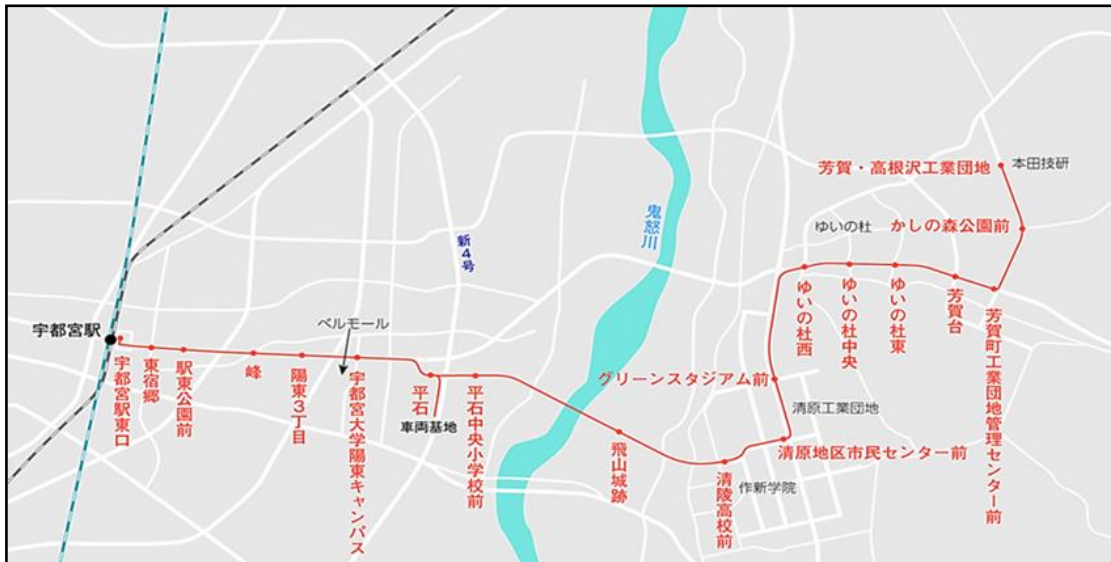 宇都宮駅
宇都宮駅東口
東宿郷
駅東公園前
峰
陽東3丁目
ベルモール
宇都宮大学陽東キャンパス
平石
車両基地
平石中央小学校前
新4号
鬼怒川
飛山城跡
清陵高校前
作新学院
清原地区市民センター前
清原工業団地
グリーンスタジアム前
ゆいの杜西
ゆいの杜中央
ゆいの杜東
ゆいの杜
芳賀台
芳賀町工業団地管理センター前
かしの森公園前
芳賀・高根沢工業団地
本田技研